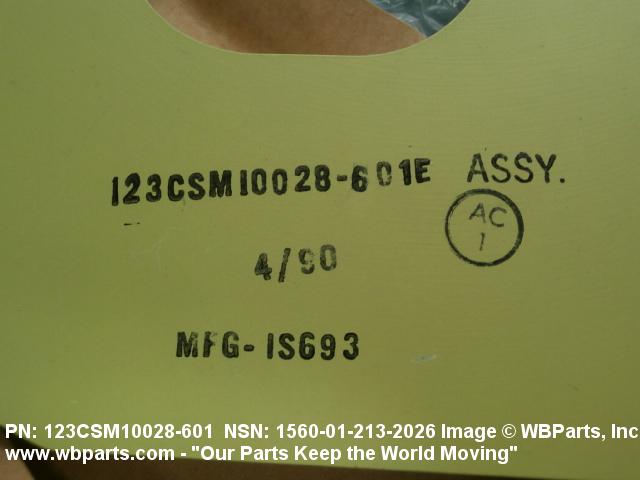 123CSM10028-601E ASSY.
AC
1
4/90
MFG- IS693
PN: 123CSM10028-601 NSN: 1560-01-213-2026 Image © WBParts, Inc
www.wbparts.com - "Our Parts Keep the World Moving"